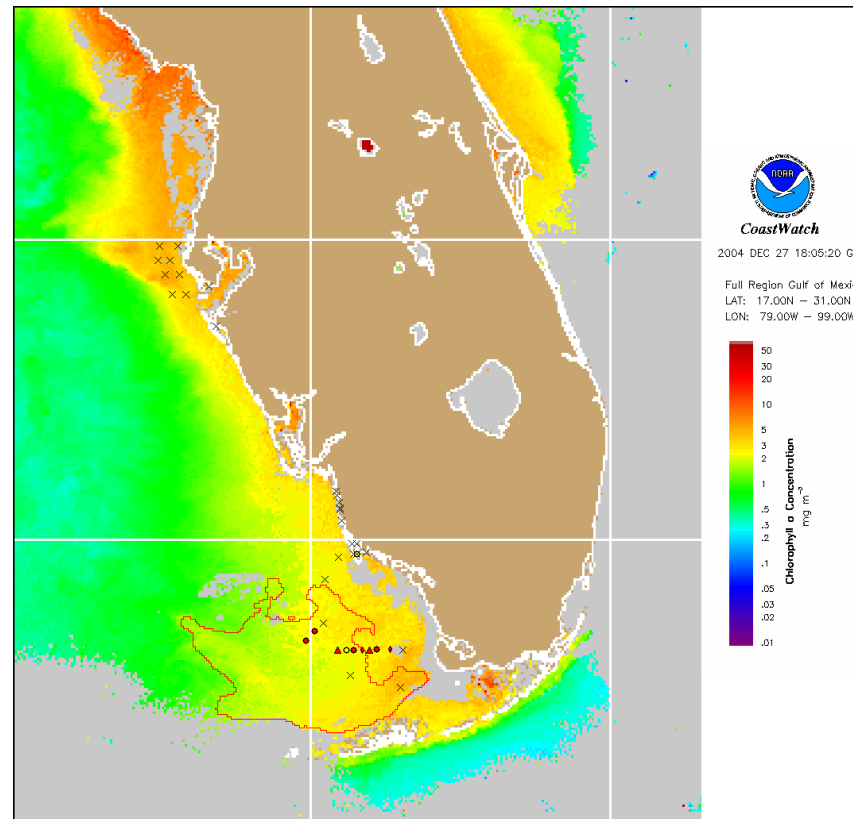 NOAA
CoastWatch
2004 DEC 27 18:05:20 G
Full Region Gulf of Mexi
LAT: 17.00N – 31.00N
LON: 79.00W – 99.00W
50
30
20
10
5
3
2
1
.5
.3
.2
.1
.05
.03
.02
.01
Chlorophyll a Concentration
mg m⁻³